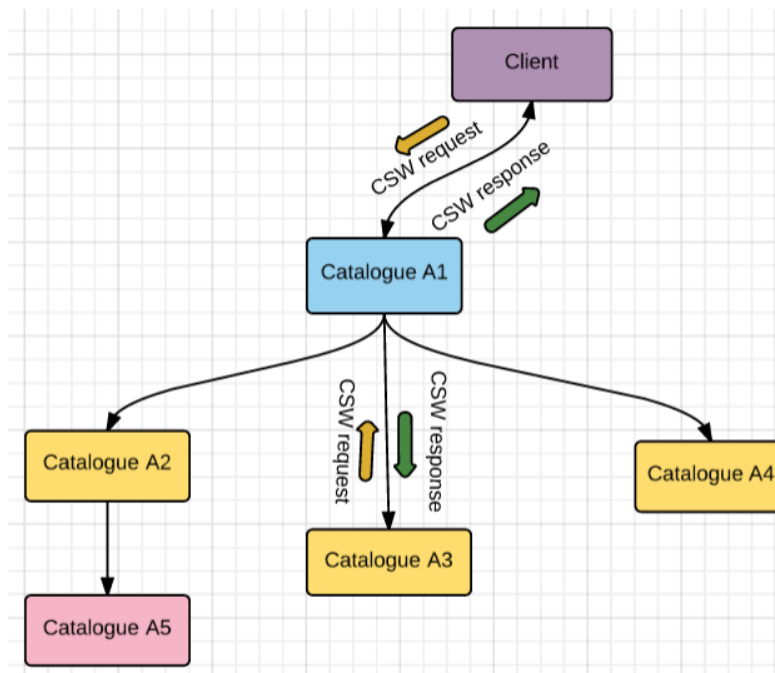 Client
CSW request
CSW response
Catalogue A1
CSW request
CSW response
Catalogue A2
Catalogue A4
Catalogue A3
Catalogue A5